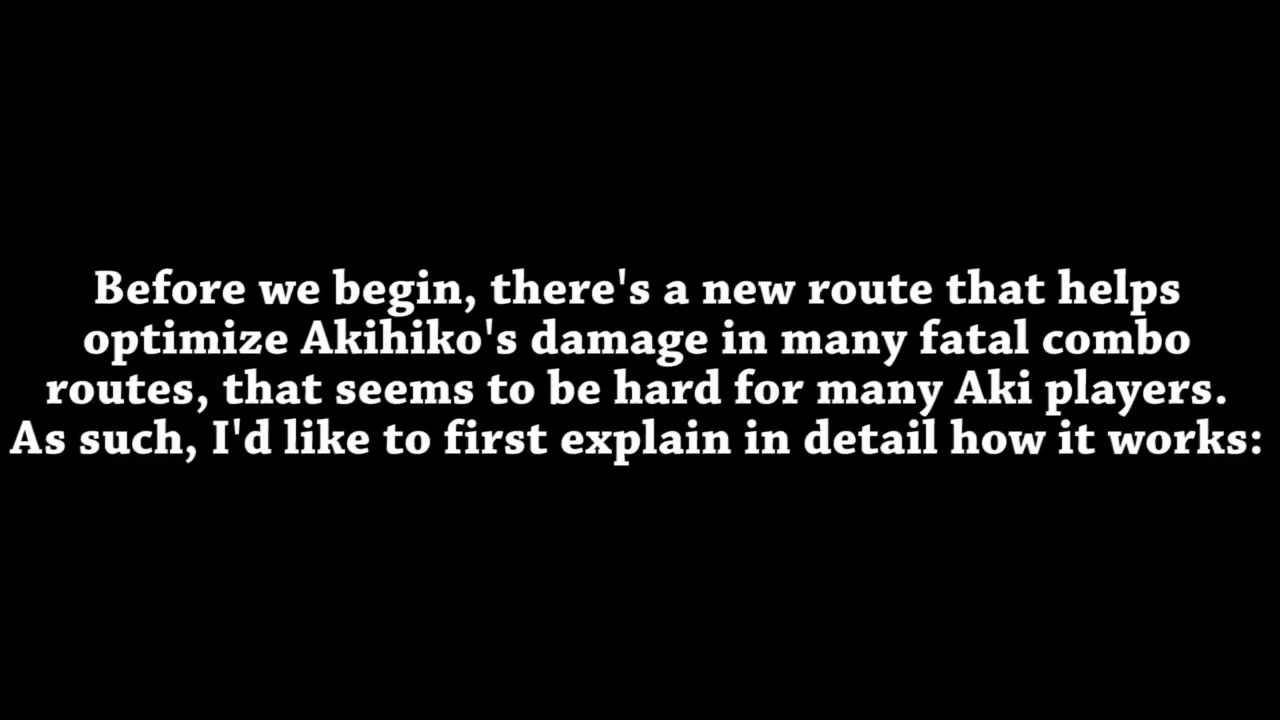 Before we begin, there's a new route that helps
optimize Akihiko's damage in many fatal combo
routes, that seems to be hard for many Aki players.
As such, I'd like to first explain in detail how it works: